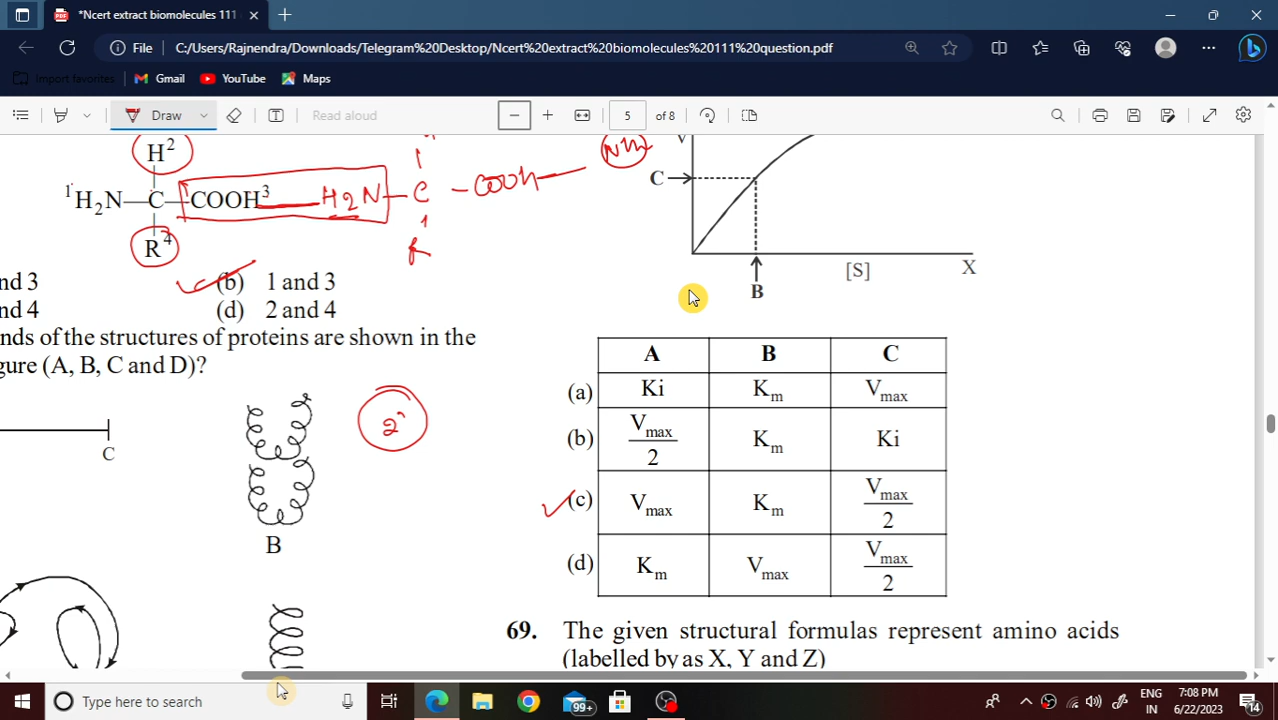 *Ncert extract biomolecules 111
File
C:/Users/Rajnendra/Downloads/Telegram%20Desktop/Ncert%20extract%20biomolecules%20111%20question.pdf
Import favorites
Gmail
YouTube
Maps
Draw
Read aloud
5
of 8
H2
1H2N—C—COOH3
H2N—C—COOH
NH2
R4
R
nd 3
(b) 1 and 3
nd 4
(d) 2 and 4
nds of the structures of proteins are shown in the
gure (A, B, C and D)?
C
2°
B
V
C
[S]
X
B
A B C
(a) Ki Km Vmax
(b) Vmax/2 Km Ki
(c) Vmax Km Vmax/2
(d) Km Vmax Vmax/2
69. The given structural formulas represent amino acids
(labelled by as X, Y and Z)
Type here to search
99+
ENG
IN
7:08 PM
6/22/2023
14